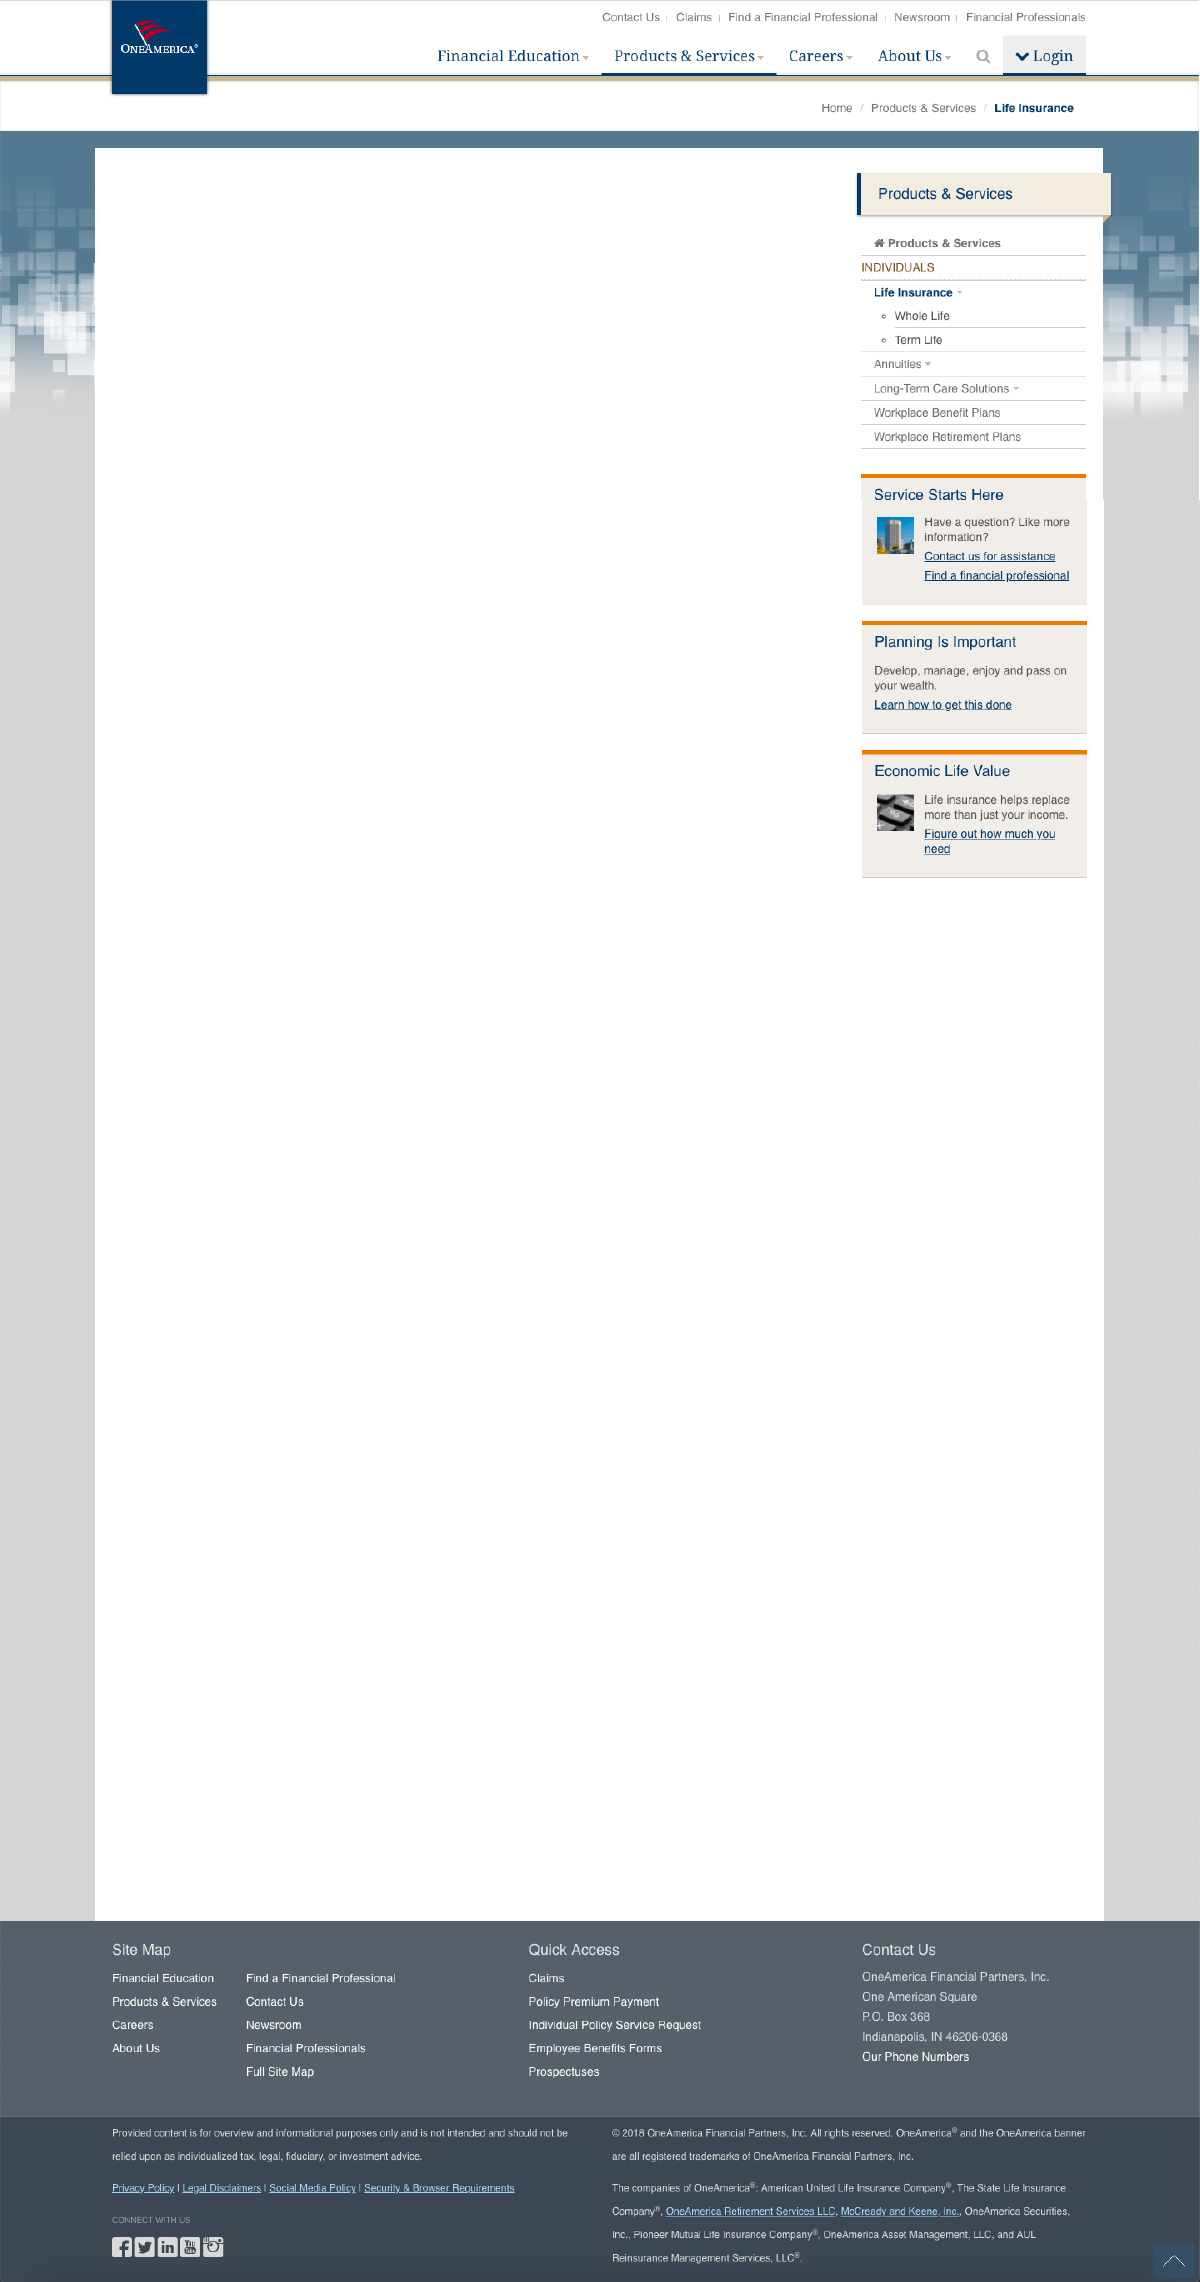 Contact Us | Claims | Find a Financial Professional | Newsroom | Financial Professionals
ONEAMERICA®
Financial Education Products & Services Careers About Us Login
Home / Products & Services / Life Insurance
Products & Services
Products & Services
INDIVIDUALS
Life Insurance
Whole Life
Term Life
Annuities
Long-Term Care Solutions
Workplace Benefit Plans
Workplace Retirement Plans
Service Starts Here
Have a question? Like more
information?
Contact us for assistance
Find a financial professional
Planning Is Important
Develop, manage, enjoy and pass on
your wealth.
Learn how to get this done
Economic Life Value
Life insurance helps replace
more than just your income.
Figure out how much you
need
Site Map
Financial Education
Products & Services
Careers
About Us
Find a Financial Professional
Contact Us
Newsroom
Financial Professionals
Full Site Map
Quick Access
Claims
Policy Premium Payment
Individual Policy Service Request
Employee Benefits Forms
Prospectuses
Contact Us
OneAmerica Financial Partners, Inc.
One American Square
P.O. Box 368
Indianapolis, IN 46206-0368
Our Phone Numbers
Provided content is for overview and informational purposes only and is not intended and should not be
relied upon as individualized tax, legal, fiduciary, or investment advice.
Privacy Policy | Legal Disclaimers | Social Media Policy | Security & Browser Requirements
CONNECT WITH US
© 2018 OneAmerica Financial Partners, Inc. All rights reserved. OneAmerica® and the OneAmerica banner
are all registered trademarks of OneAmerica Financial Partners, Inc.
The companies of OneAmerica®: American United Life Insurance Company®, The State Life Insurance
Company®, OneAmerica Retirement Services LLC, McCready and Keene, Inc., OneAmerica Securities,
Inc., Pioneer Mutual Life Insurance Company®, OneAmerica Asset Management, LLC, and AUL
Reinsurance Management Services, LLC®.